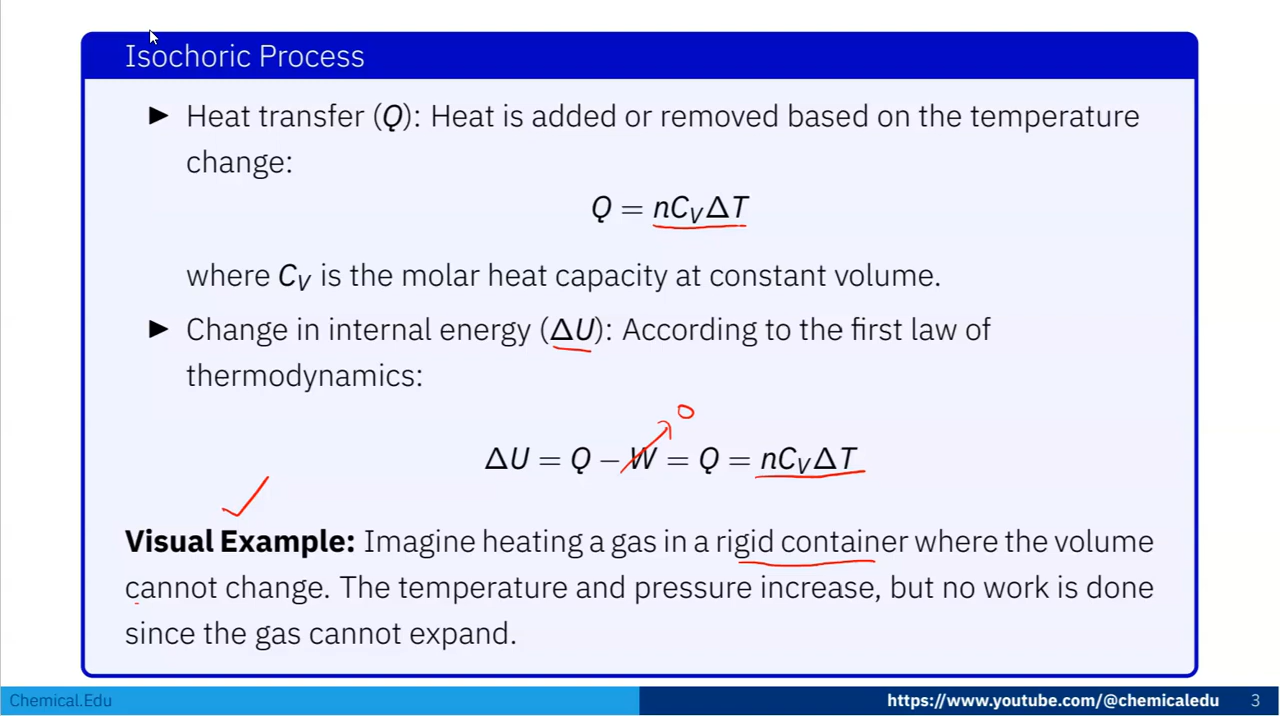 Isochoric Process
▶ Heat transfer (Q): Heat is added or removed based on the temperature
change:
Q = nC_VΔT
where C_V is the molar heat capacity at constant volume.
▶ Change in internal energy (ΔU): According to the first law of
thermodynamics:
0
ΔU = Q − W = Q = nC_VΔT
Visual Example: Imagine heating a gas in a rigid container where the volume
cannot change. The temperature and pressure increase, but no work is done
since the gas cannot expand.
Chemical.Edu https://www.youtube.com/@chemicaledu 3